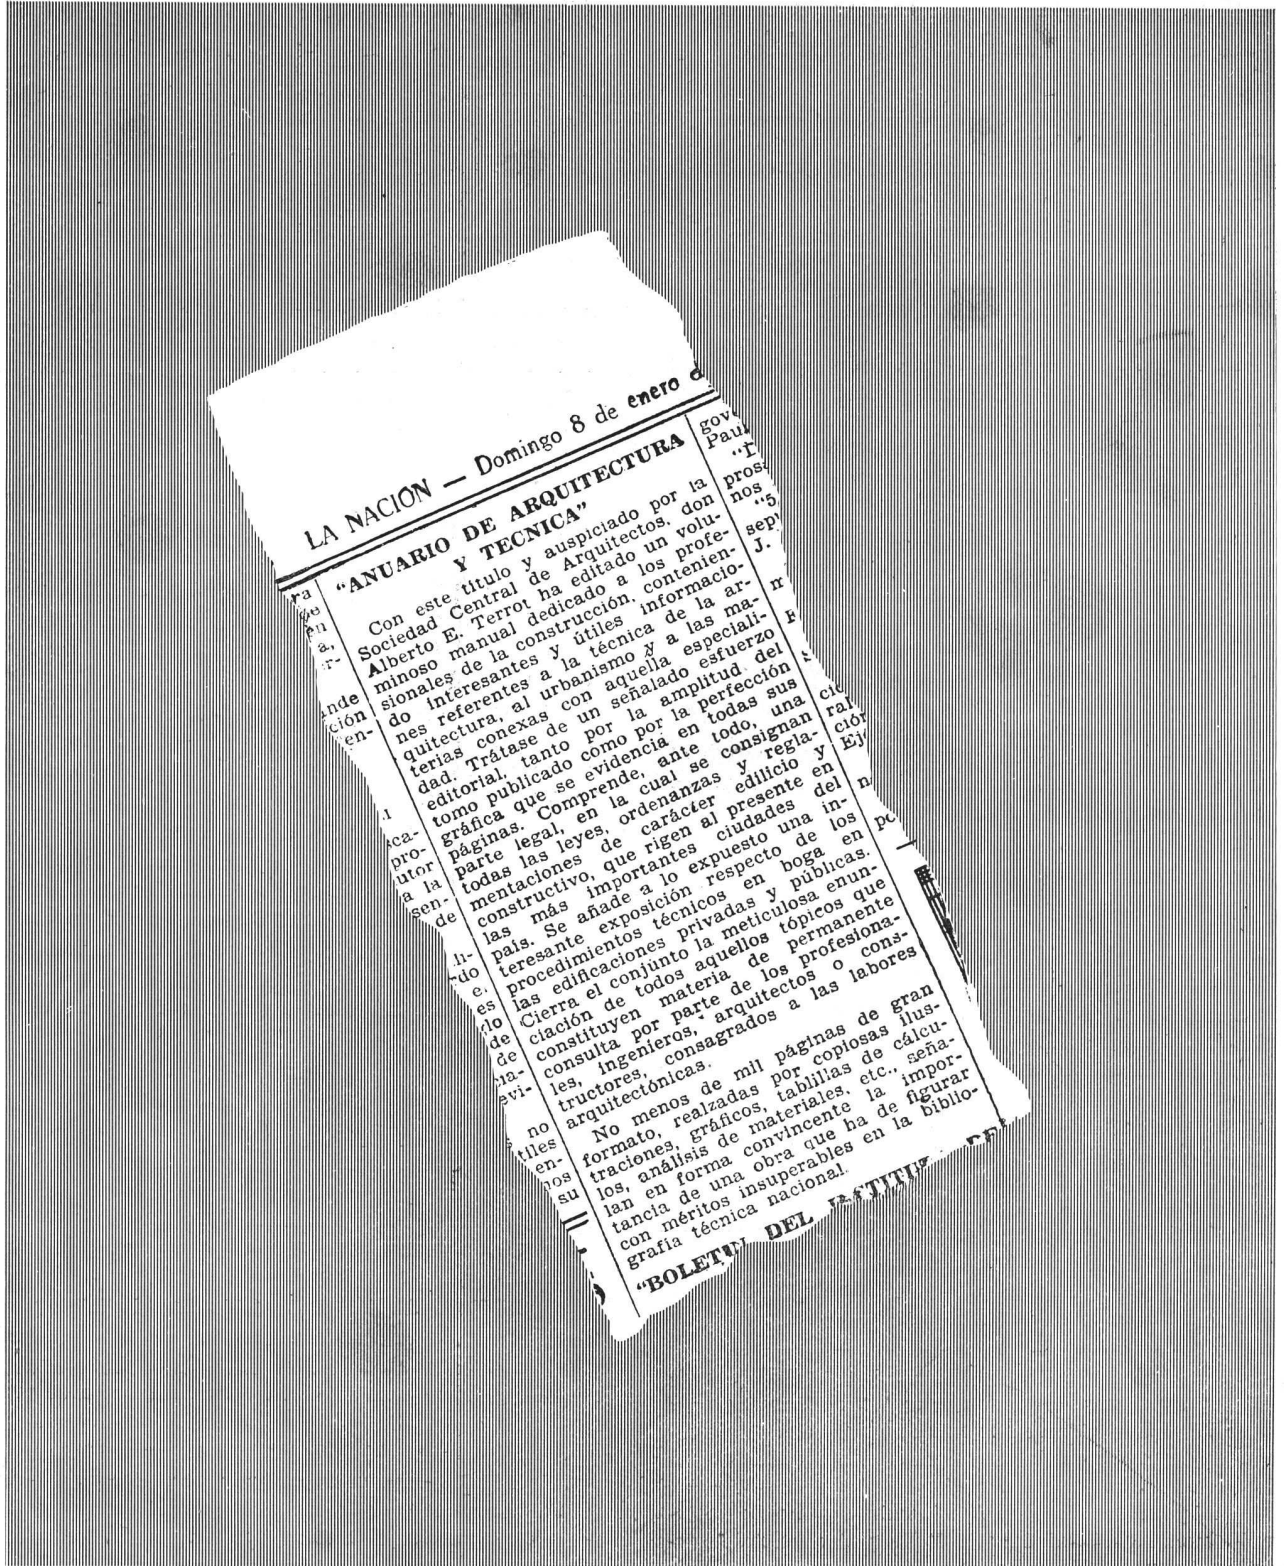 LA NACIÓN — Domingo 8 de enero d
"ANUARIO DE ARQUITECTURA
Y TECNICA"
Con este título y auspiciado por la
Sociedad Central de Arquitectos, don
Alberto E. Terrot ha editado un volu-
minoso manual dedicado a los profe-
sionales de la construcción, contenien-
do interesantes y útiles informacio-
nes referentes a la técnica de la ar-
quitectura, al urbanismo y a las ma-
terias conexas con aquella especiali-
dad. Trátase de un señalado esfuerzo
editorial, tanto por la amplitud del
tomo publicado como por la perfección
gráfica que se evidencia en todas sus
páginas. Comprende, ante todo, una
parte legal, en la cual se consignan
todas las leyes, ordenanzas y regla-
mentaciones de carácter edilicio y
constructivo, que rigen al presente en
las más importantes ciudades del
país. Se añade a lo expuesto una in-
teresante exposición respecto de los
procedimientos técnicos en boga en
las edificaciones privadas y públicas.
Cierra el conjunto la meticulosa enun-
ciación de todos aquellos tópicos que
constituyen materia de permanente
consulta por parte de los profesiona-
les, ingenieros, arquitectos o cons-
tructores, consagrados a las labores
arquitectónicas.
No menos de mil páginas de gran
formato, realzadas por copiosas ilus-
traciones, gráficos, tablillas de cálcu-
los, análisis de materiales, etc., seña-
lan en forma convincente la impor-
tancia de una obra que ha de figurar
con méritos insuperables en la biblio-
grafía técnica nacional.
"BOLETIN DEL